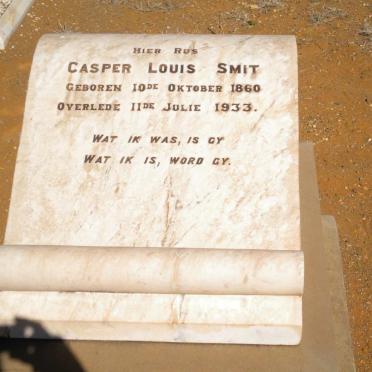 Hier Rus
Casper Louis Smit
Geboren 10de Oktober 1860
Overlede 11de Julie 1933.
Wat ik was, is gy
Wat ik is, word gy.